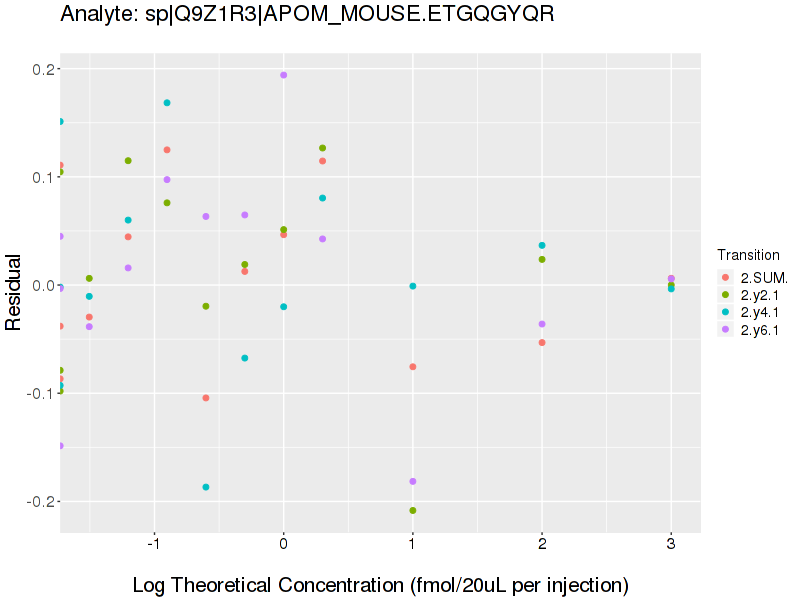 Analyte: sp|Q9Z1R3|APOM_MOUSE.ETGQGYQR
0.2
0.1
0.0
-0.1
-0.2
Residual
-1 0 1 2 3
Log Theoretical Concentration (fmol/20uL per injection)
Transition
2.SUM.
2.y2.1
2.y4.1
2.y6.1